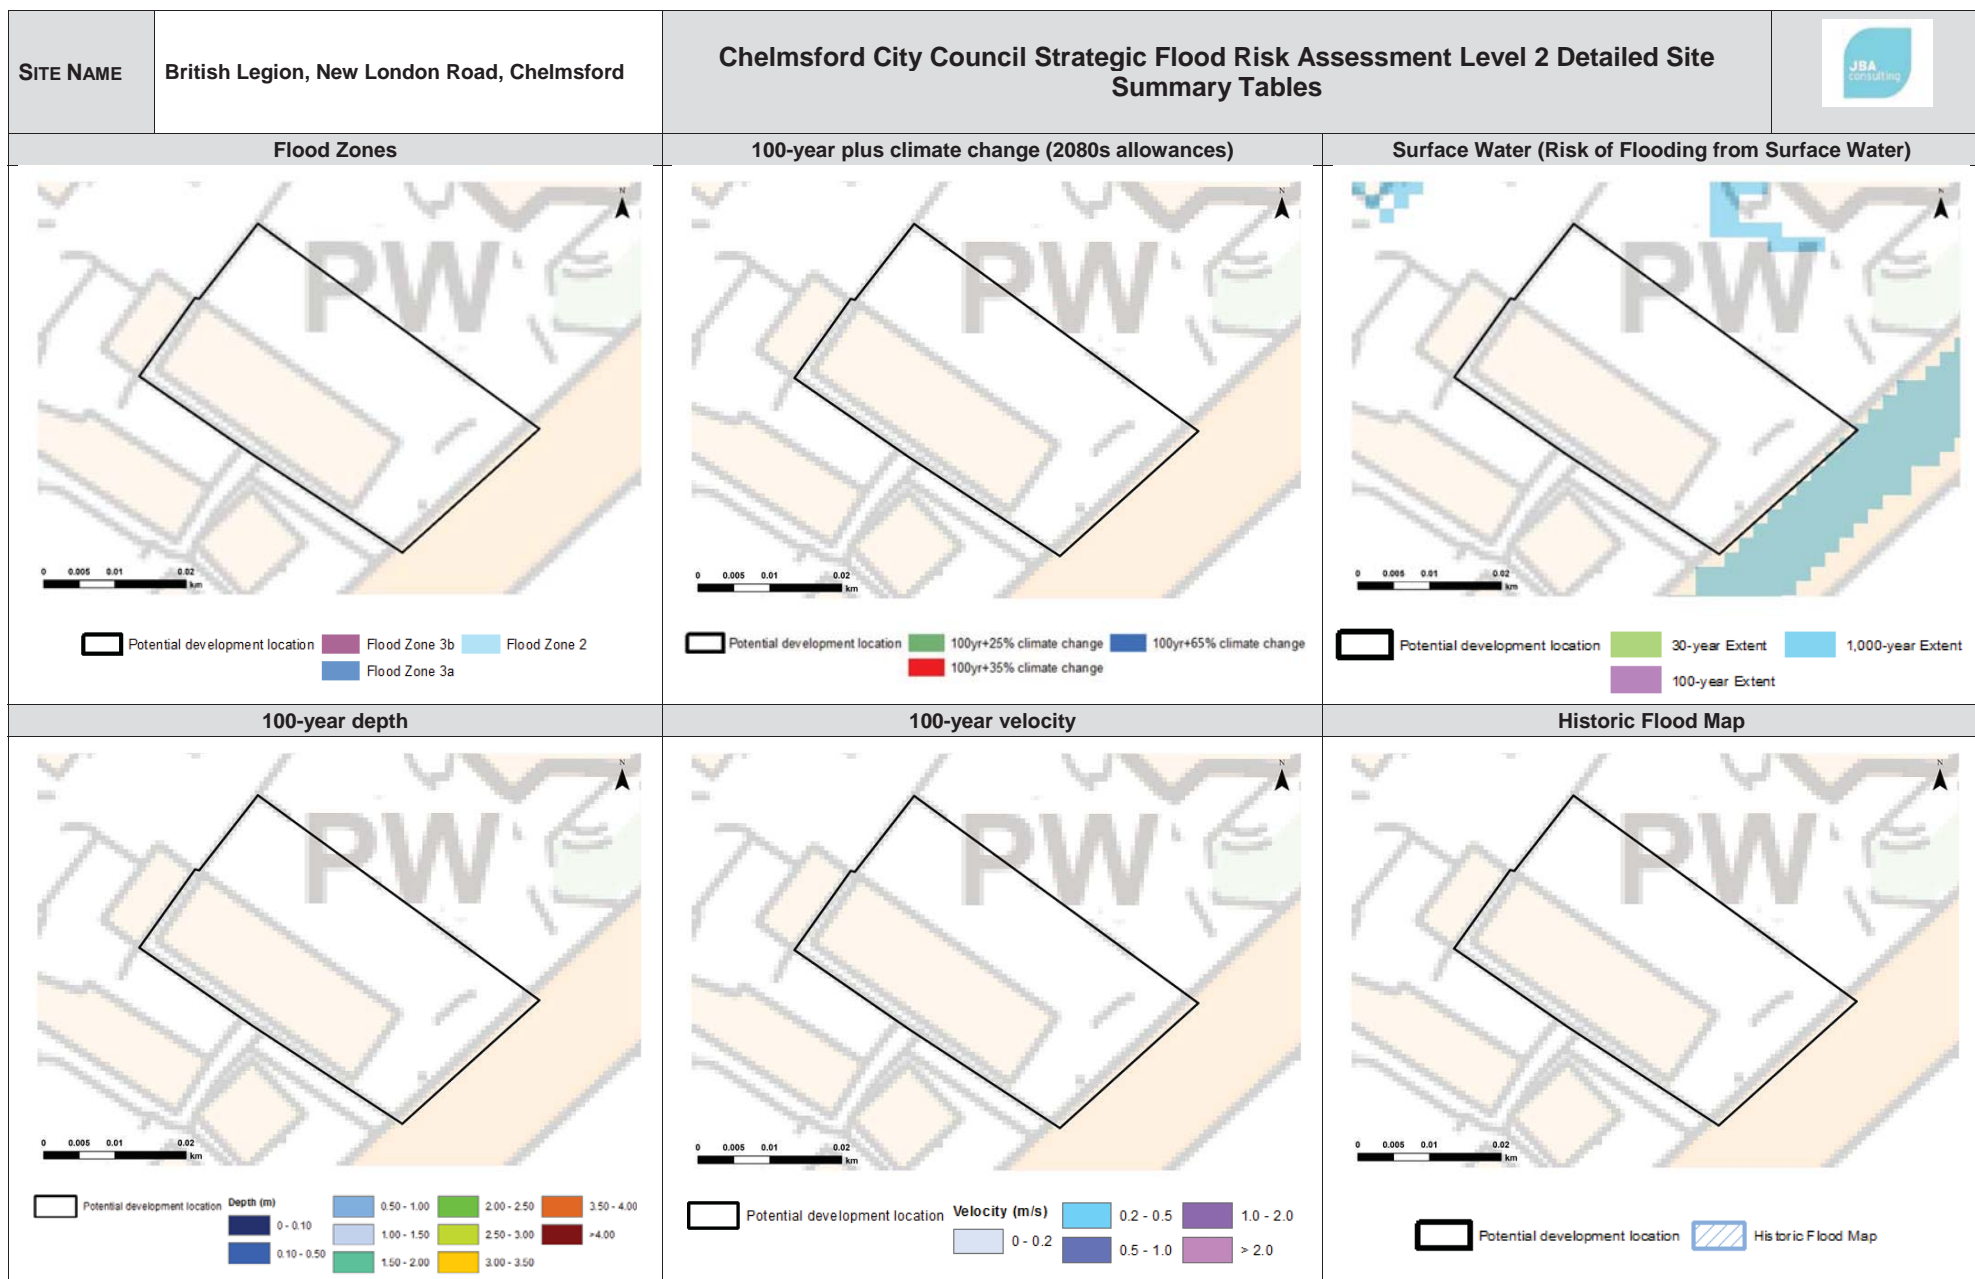 SITE NAME
British Legion, New London Road, Chelmsford
Chelmsford City Council Strategic Flood Risk Assessment Level 2 Detailed Site
Summary Tables
JBA
consulting
Flood Zones
100-year plus climate change (2080s allowances)
Surface Water (Risk of Flooding from Surface Water)
PW
N
0 0.005 0.01 0.02
km
PW
N
0 0.005 0.01 0.02
km
PW
N
0 0.005 0.01 0.02
km
Potential development location
Flood Zone 3b
Flood Zone 2
Flood Zone 3a
Potential development location
100yr+25% climate change
100yr+65% climate change
100yr+35% climate change
Potential development location
30-year Extent
1,000-year Extent
100-year Extent
100-year depth
100-year velocity
Historic Flood Map
PW
N
0 0.005 0.01 0.02
km
PW
N
0 0.005 0.01 0.02
km
PW
N
0 0.005 0.01 0.02
km
Potential development location
Depth (m)
0 - 0.10
0.10 - 0.50
0.50 - 1.00
1.00 - 1.50
1.50 - 2.00
2.00 - 2.50
2.50 - 3.00
3.00 - 3.50
3.50 - 4.00
>4.00
Potential development location
Velocity (m/s)
0 - 0.2
0.2 - 0.5
0.5 - 1.0
1.0 - 2.0
> 2.0
Potential development location
Historic Flood Map